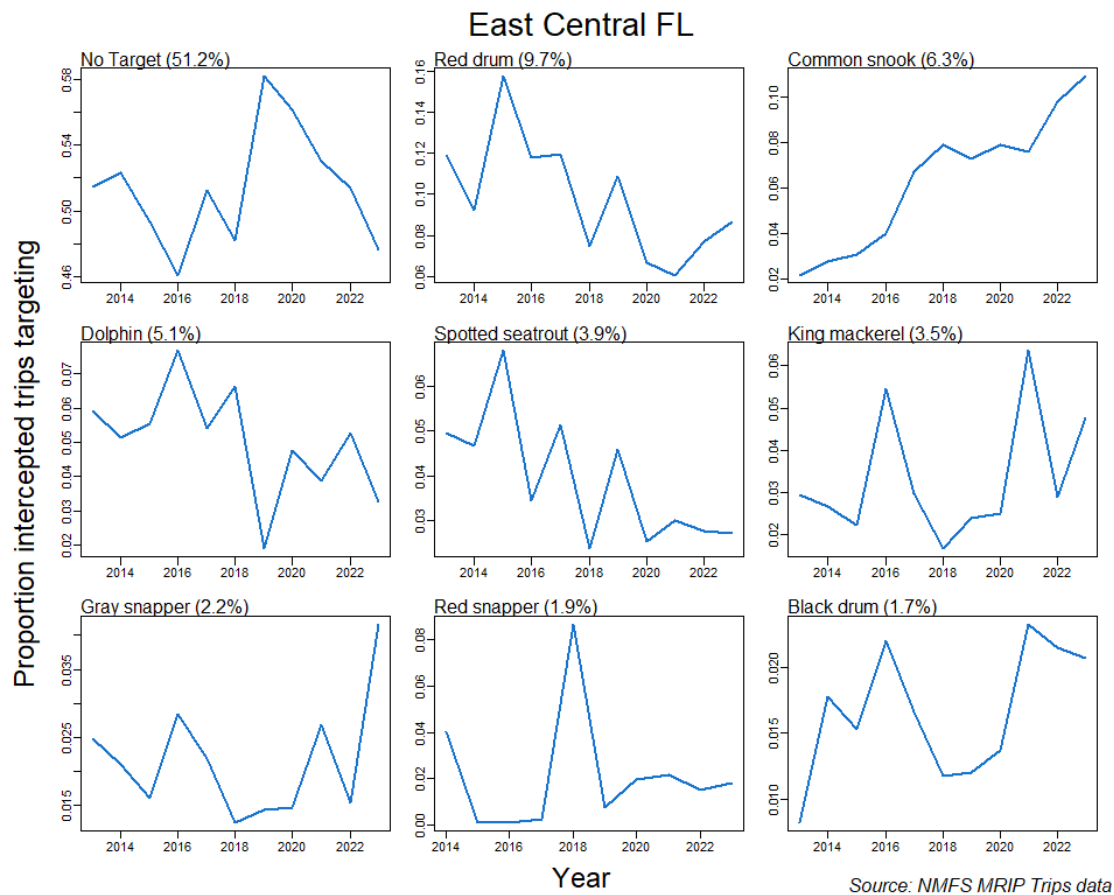 East Central FL
Proportion intercepted trips targeting
No Target (51.2%)
0.58
0.54
0.50
0.46
2014 2016 2018 2020 2022
Red drum (9.7%)
0.16
0.14
0.12
0.10
0.08
0.06
2014 2016 2018 2020 2022
Common snook (6.3%)
0.10
0.08
0.06
0.04
0.02
2014 2016 2018 2020 2022
Dolphin (5.1%)
0.07
0.06
0.05
0.04
0.03
0.02
2014 2016 2018 2020 2022
Spotted seatrout (3.9%)
0.06
0.05
0.04
0.03
2014 2016 2018 2020 2022
King mackerel (3.5%)
0.06
0.05
0.04
0.03
0.02
2014 2016 2018 2020 2022
Gray snapper (2.2%)
0.035
0.025
0.015
2014 2016 2018 2020 2022
Red snapper (1.9%)
0.08
0.06
0.04
0.02
0.00
2014 2016 2018 2020 2022
Black drum (1.7%)
0.020
0.015
0.010
2014 2016 2018 2020 2022
Year
Source: NMFS MRIP Trips data